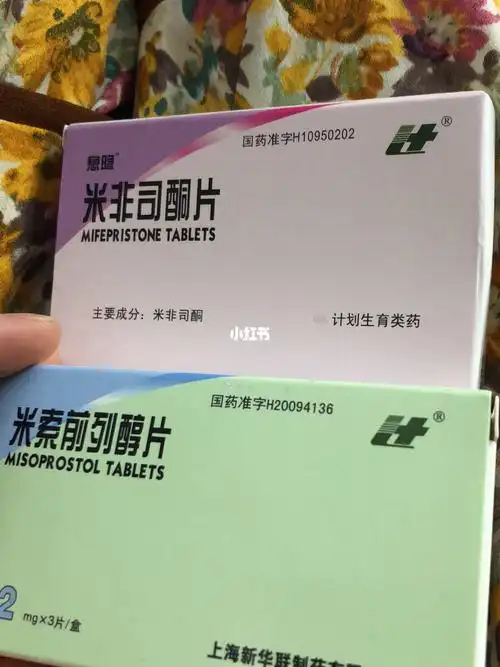 国药准字H10950202
米非司酮片
MIFEPRISTONE TABLETS
主要成分：米非司酮
计划生育类药
小红书
国药准字H20094136
米索前列醇片
MISOPROSTOL TABLETS
2 mg×3片/盒
上海新华联制药有